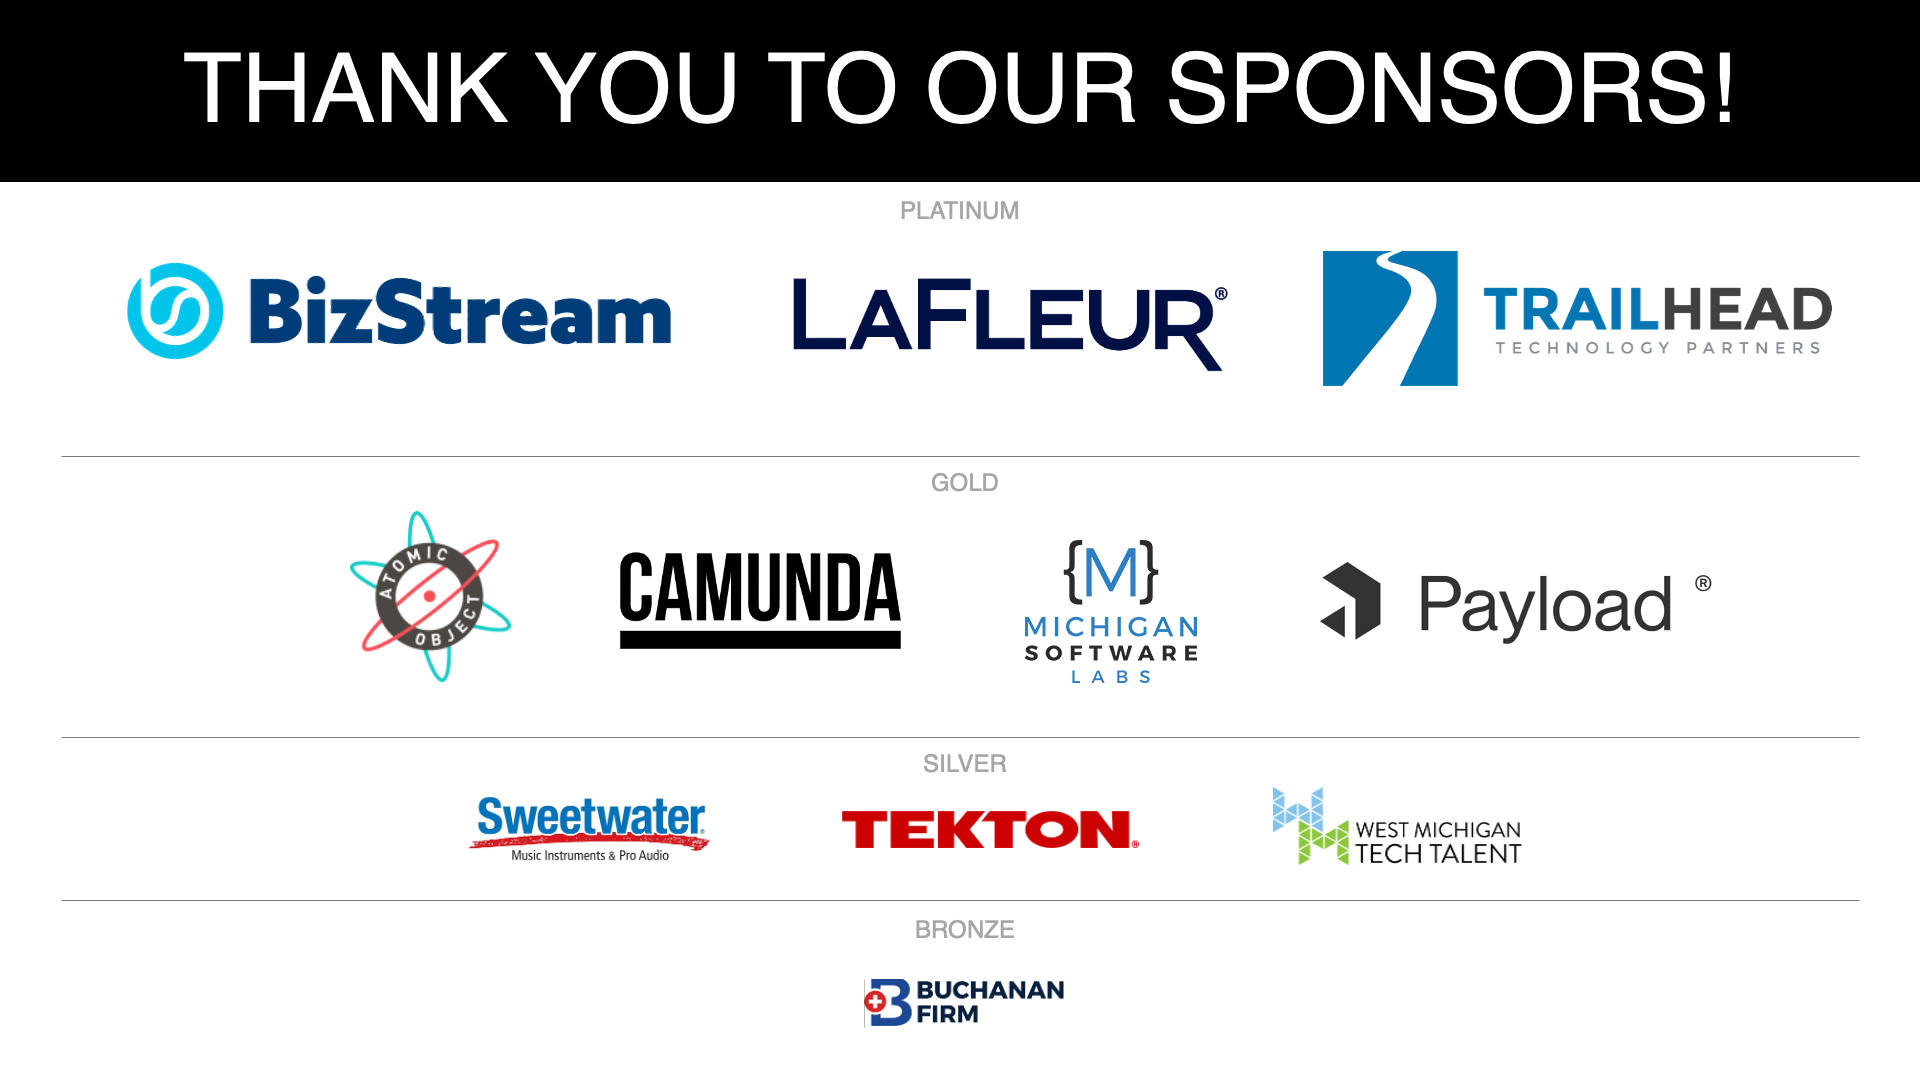 THANK YOU TO OUR SPONSORS!
PLATINUM
BizStream
LAFLEUR®
TRAILHEAD
TECHNOLOGY PARTNERS
GOLD
ATOMIC
OBJECT
CAMUNDA
{M}
MICHIGAN
SOFTWARE
LABS
Payload ®
SILVER
Sweetwater®
Music Instruments & Pro Audio
TEKTON®
WEST MICHIGAN
TECH TALENT
BRONZE
B BUCHANAN
FIRM